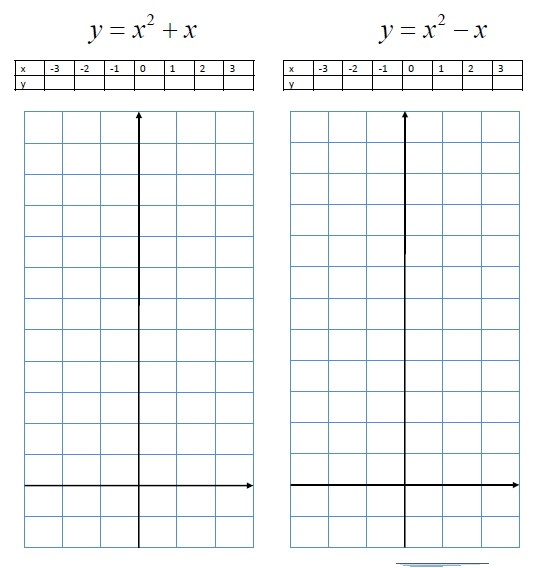 y = x² + x
x -3 -2 -1 0 1 2 3
y
y = x² − x
x -3 -2 -1 0 1 2 3
y